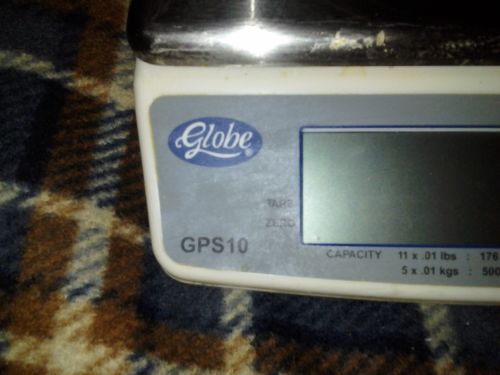 Globe®
TARE
ZERO
GPS10
CAPACITY 11 x .01 lbs : 176
5 x .01 kgs : 500